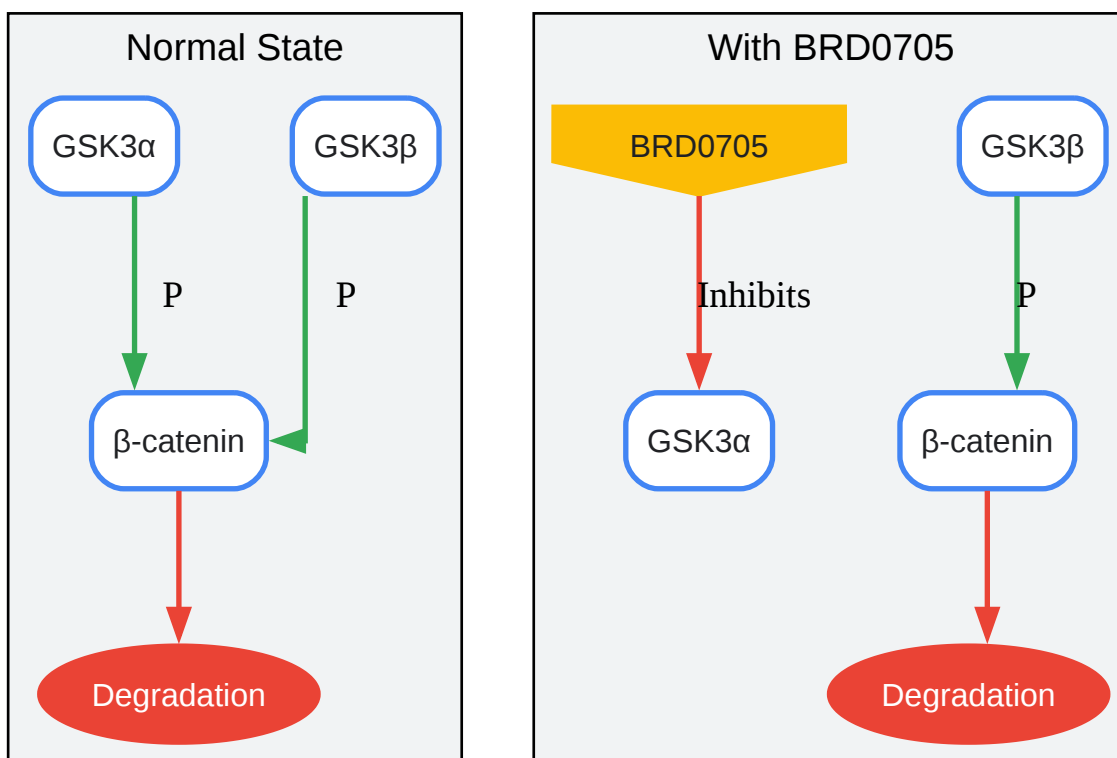 Normal State
GSK3α
GSK3β
P
P
β-catenin
Degradation
With BRD0705
BRD0705
GSK3β
Inhibits
P
GSK3α
β-catenin
Degradation